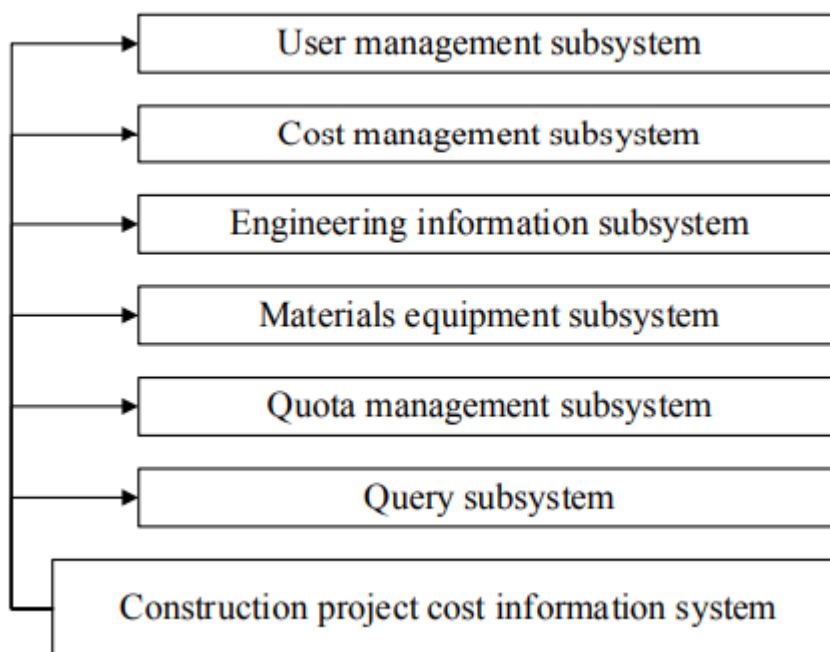 User management subsystem
Cost management subsystem
Engineering information subsystem
Materials equipment subsystem
Quota management subsystem
Query subsystem
Construction project cost information system